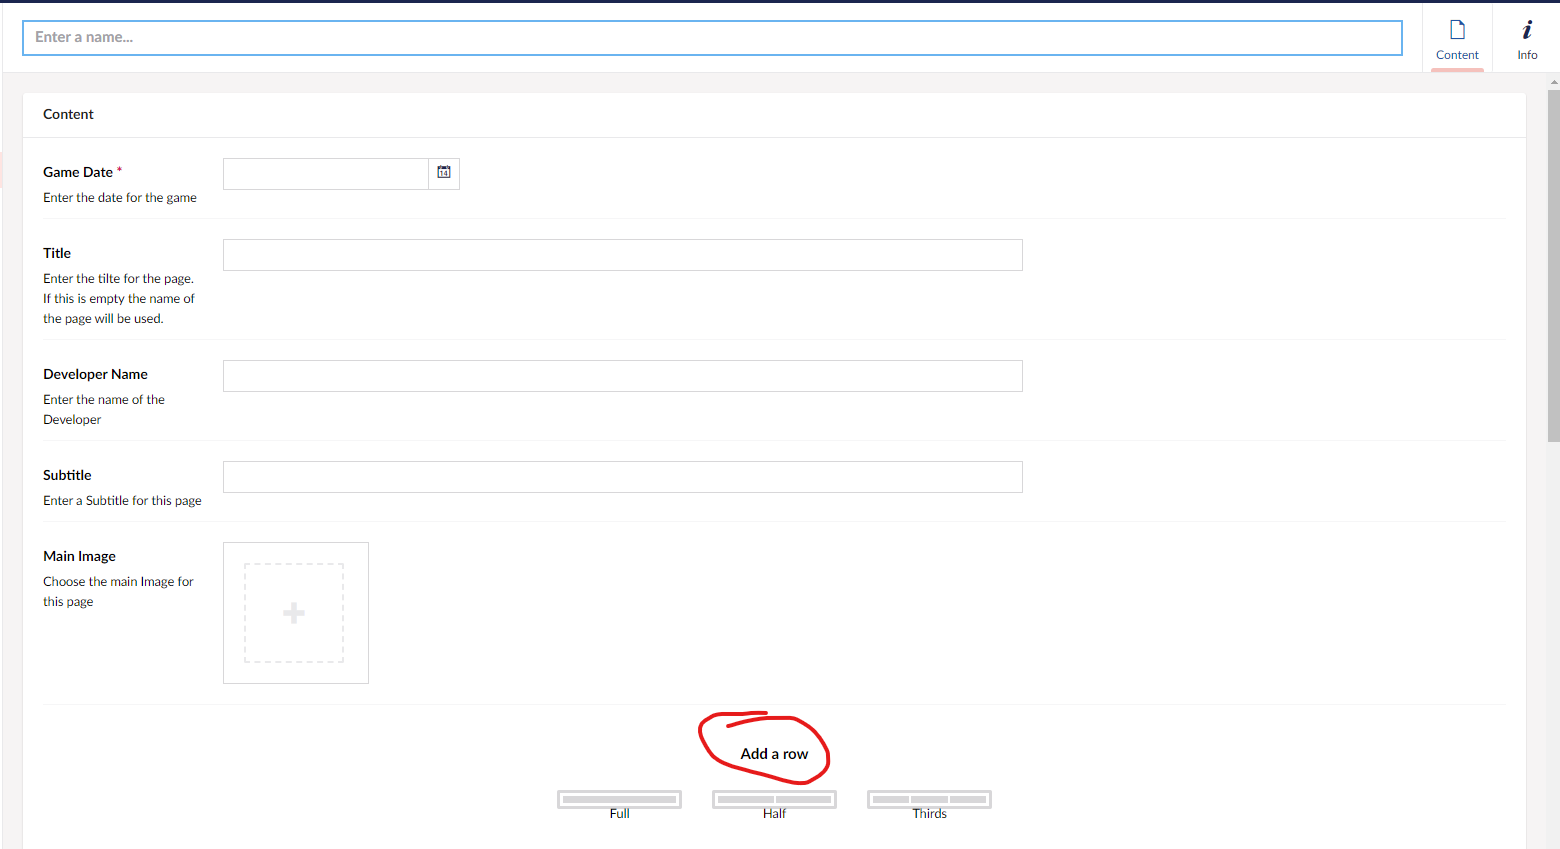 Enter a name...
Content
Info
Content
Game Date *
14
Enter the date for the game
Title
Enter the tilte for the page.
If this is empty the name of
the page will be used.
Developer Name
Enter the name of the
Developer
Subtitle
Enter a Subtitle for this page
Main Image
Choose the main Image for
this page
Add a row
Full
Half
Thirds